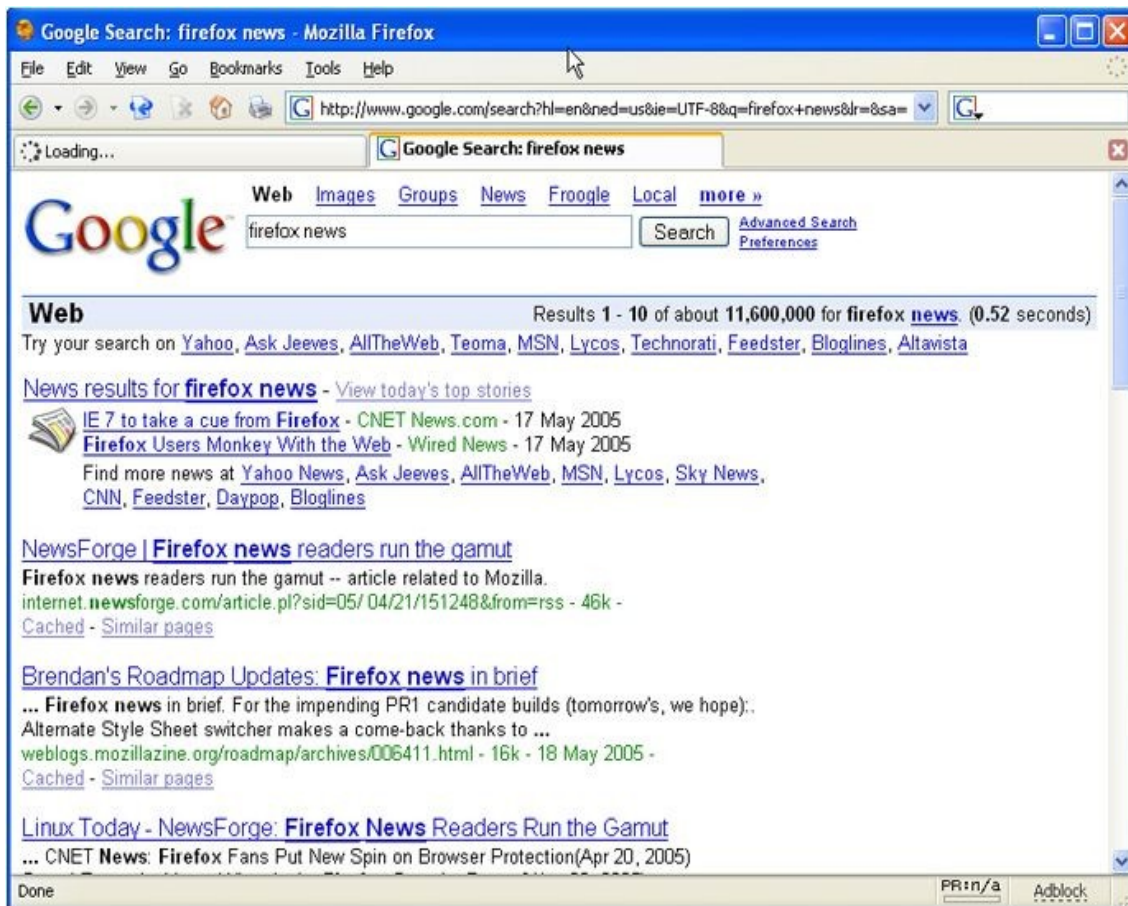 Google Search: firefox news - Mozilla Firefox
File Edit View Go Bookmarks Tools Help
http://www.google.com/search?hl=en&ned=us&ie=UTF-8&q=firefox+news&lr=&sa=
Loading...
Google Search: firefox news
Google™
Web Images Groups News Froogle Local more »
firefox news
Search
Advanced Search
Preferences
Web
Results 1 - 10 of about 11,600,000 for firefox news. (0.52 seconds)
Try your search on Yahoo, Ask Jeeves, AllTheWeb, Teoma, MSN, Lycos, Technorati, Feedster, Bloglines, Altavista
News results for firefox news - View today's top stories
IE 7 to take a cue from Firefox - CNET News.com - 17 May 2005
Firefox Users Monkey With the Web - Wired News - 17 May 2005
Find more news at Yahoo News, Ask Jeeves, AllTheWeb, MSN, Lycos, Sky News,
CNN, Feedster, Daypop, Bloglines
NewsForge | Firefox news readers run the gamut
Firefox news readers run the gamut -- article related to Mozilla.
internet.newsforge.com/article.pl?sid=05/ 04/21/151248&from=rss - 46k -
Cached - Similar pages
Brendan's Roadmap Updates: Firefox news in brief
... Firefox news in brief. For the impending PR1 candidate builds (tomorrow's, we hope):.
Alternate Style Sheet switcher makes a come-back thanks to ...
weblogs.mozillazine.org/roadmap/archives/006411.html - 16k - 18 May 2005 -
Cached - Similar pages
Linux Today - NewsForge: Firefox News Readers Run the Gamut
... CNET News: Firefox Fans Put New Spin on Browser Protection(Apr 20, 2005)
Done
PR:n/a
Adblock